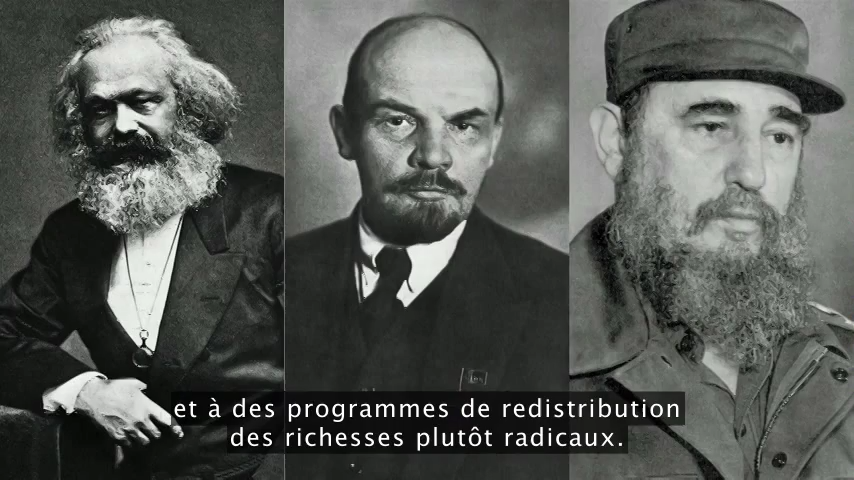 et à des programmes de redistribution
des richesses plutôt radicaux.